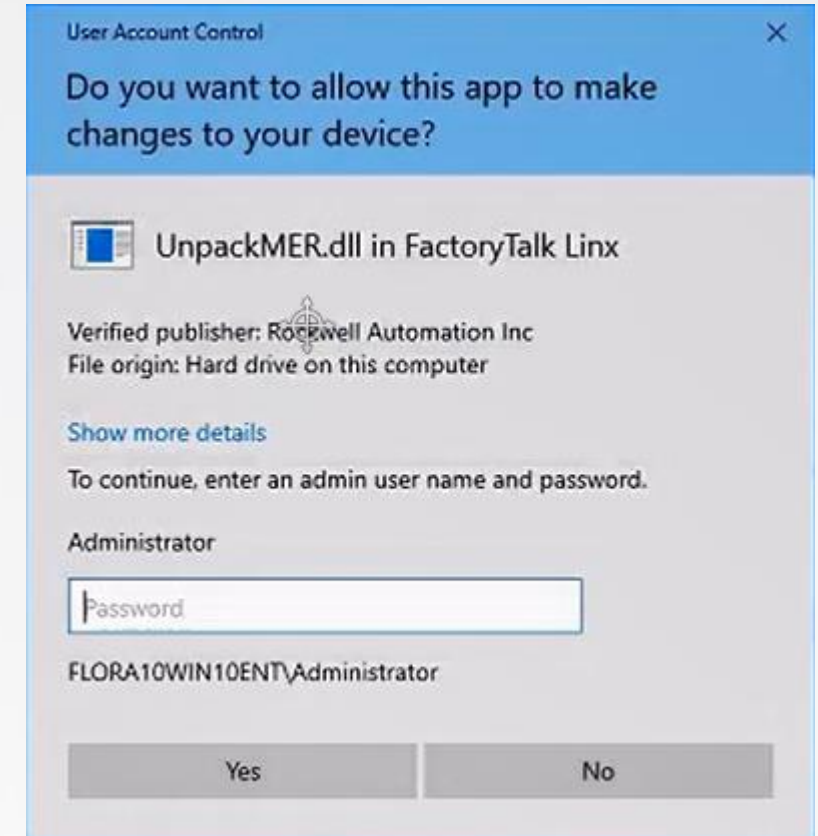 User Account Control
Do you want to allow this app to make
changes to your device?
UnpackMER.dll in FactoryTalk Linx
Verified publisher: Rockwell Automation Inc
File origin: Hard drive on this computer
Show more details
To continue, enter an admin user name and password.
Administrator
Password
FLORA10WIN10ENT\Administrator
Yes
No